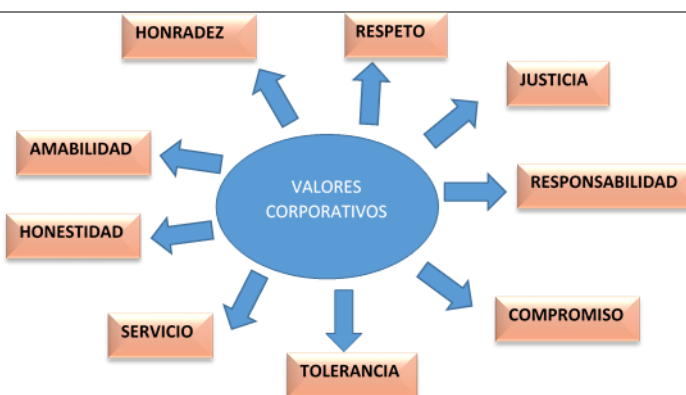 HONRADEZ
RESPETO
JUSTICIA
AMABILIDAD
RESPONSABILIDAD
VALORES
CORPORATIVOS
HONESTIDAD
COMPROMISO
SERVICIO
TOLERANCIA